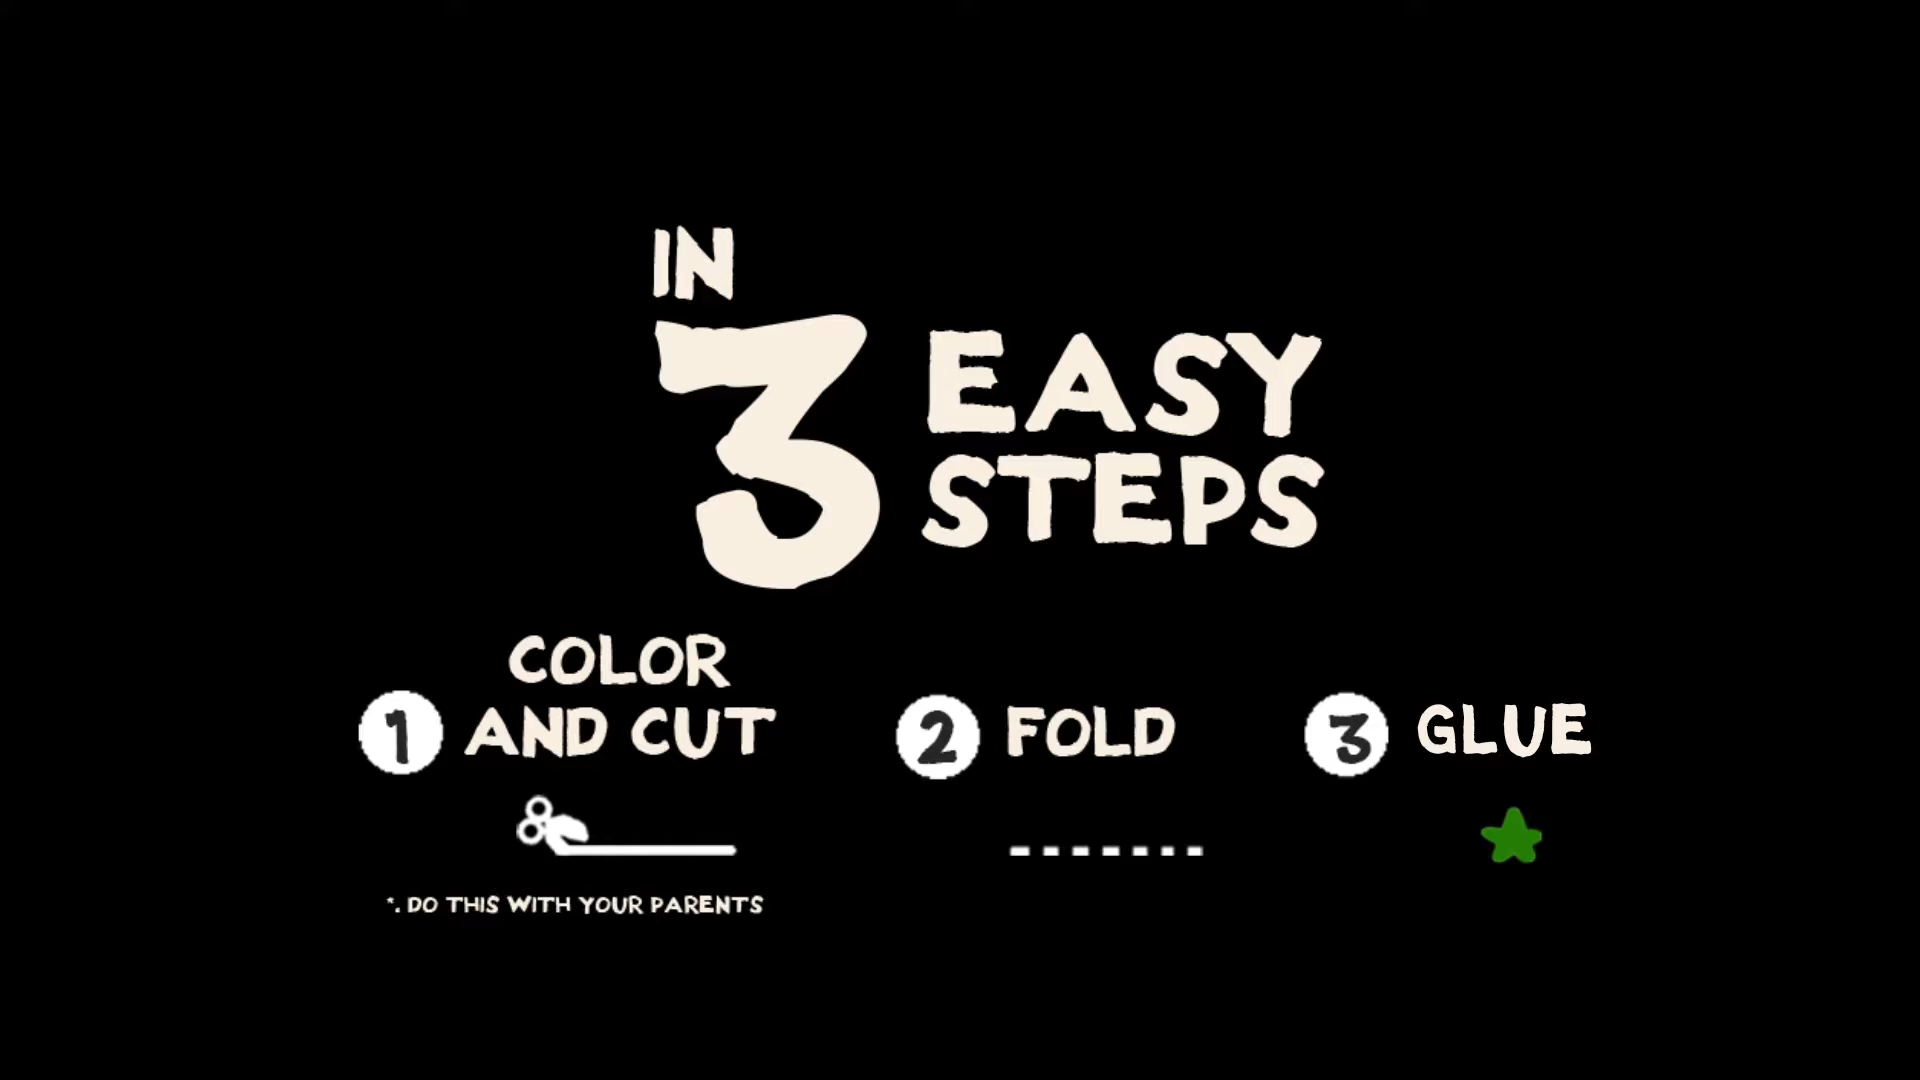 IN
3 EASY
STEPS
COLOR
1 AND CUT
2 FOLD
3 GLUE
*. DO THIS WITH YOUR PARENTS